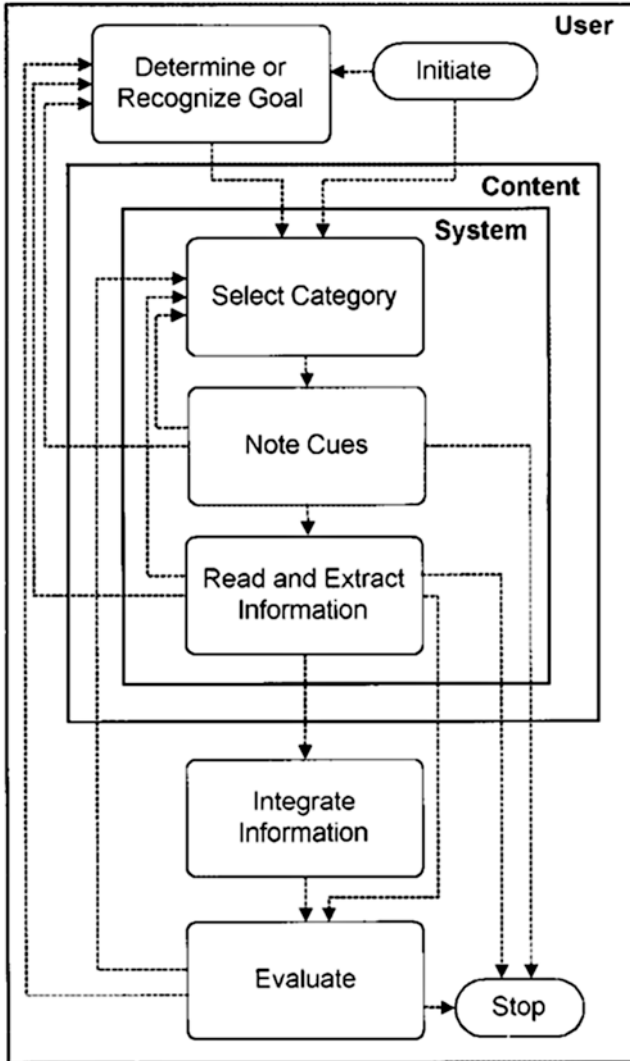 User
Determine or
Recognize Goal
Initiate
Content
System
Select Category
Note Cues
Read and Extract
Information
Integrate
Information
Evaluate
Stop